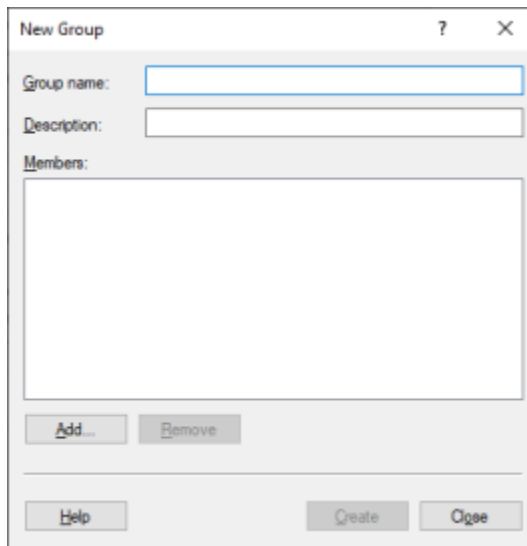 New Group ?
Group name:
Description:
Members:
Add... Remove
Help Create Close